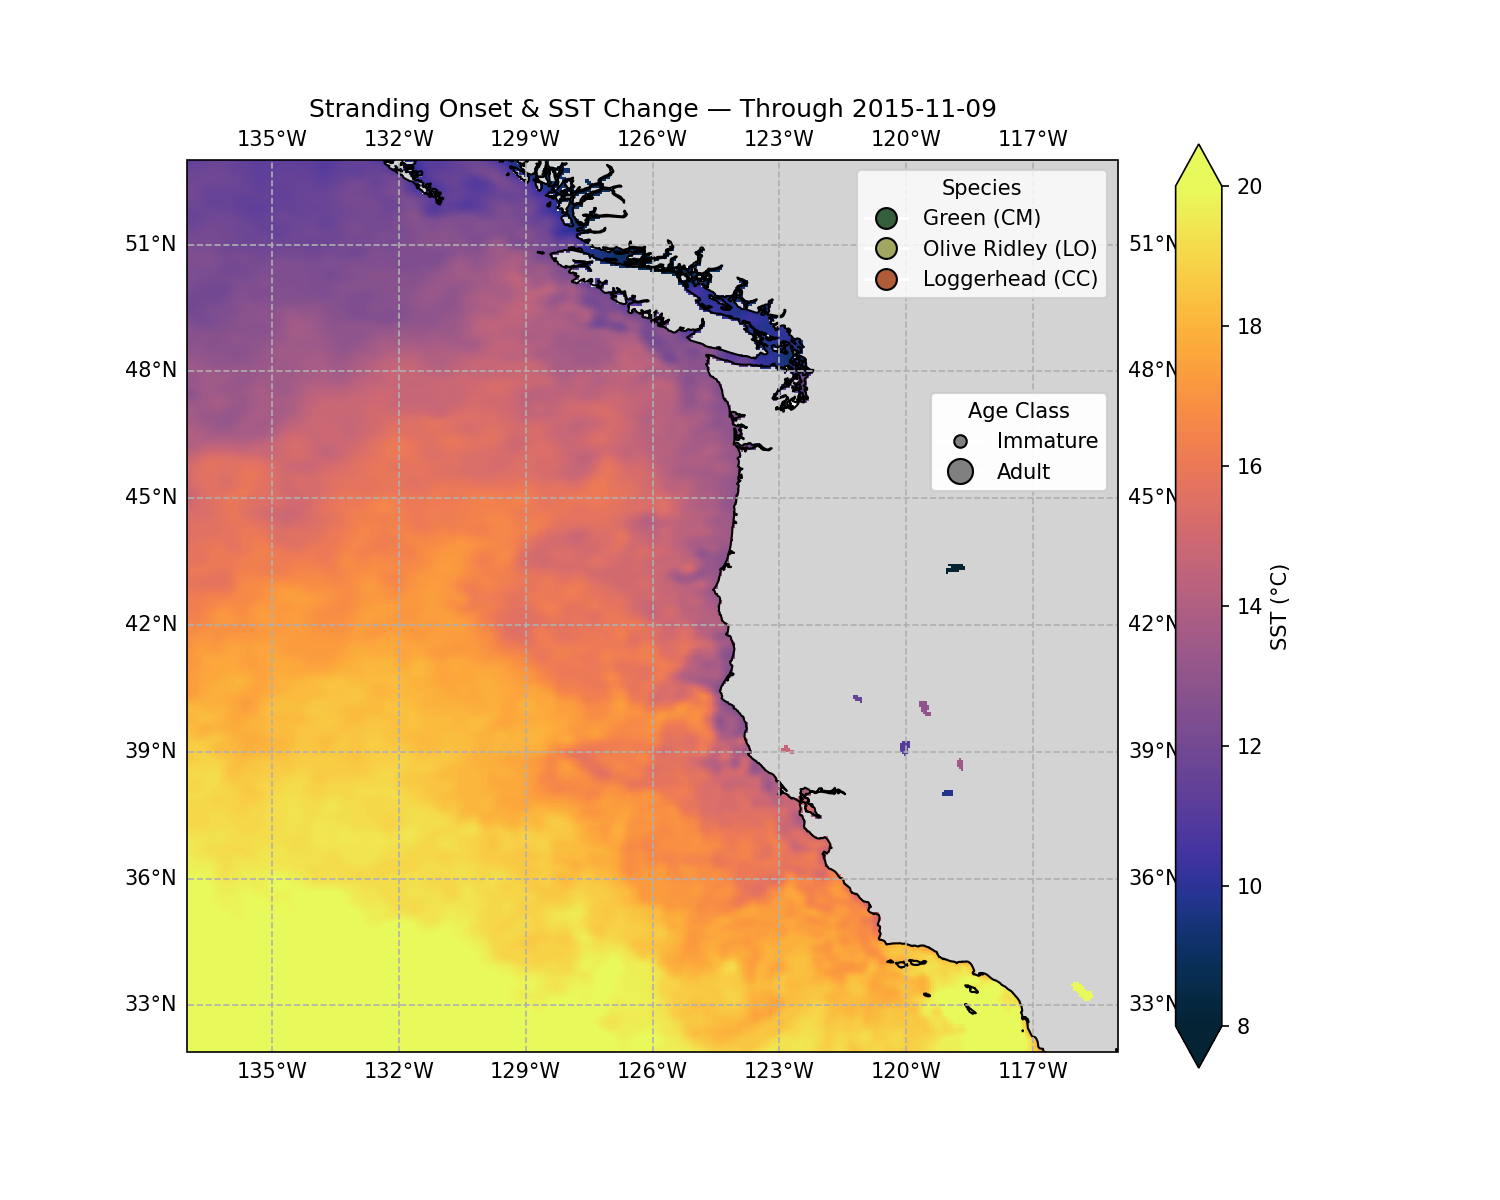 Stranding Onset & SST Change — Through 2015-11-09
135°W 132°W 129°W 126°W 123°W 120°W 117°W
Species
Green (CM)
Olive Ridley (LO)
Loggerhead (CC)
Age Class
Immature
Adult
51°N 51°N
48°N 48°N
45°N 45°N
42°N 42°N
39°N 39°N
36°N 36°N
33°N 33°N
135°W 132°W 129°W 126°W 123°W 120°W 117°W
20
18
16
14
12
10
8
SST (°C)